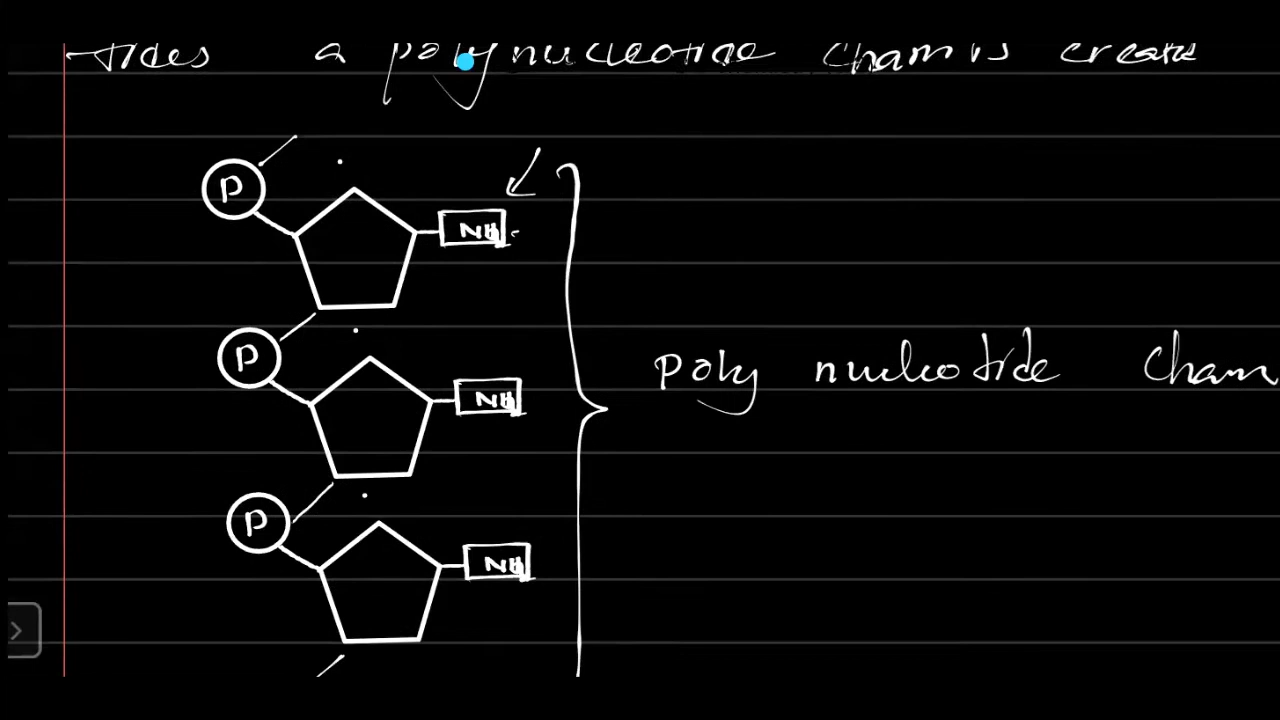 tides a polynucleotide chain is create
P
NB
poly nucleotide chain
P
NB
P
NB